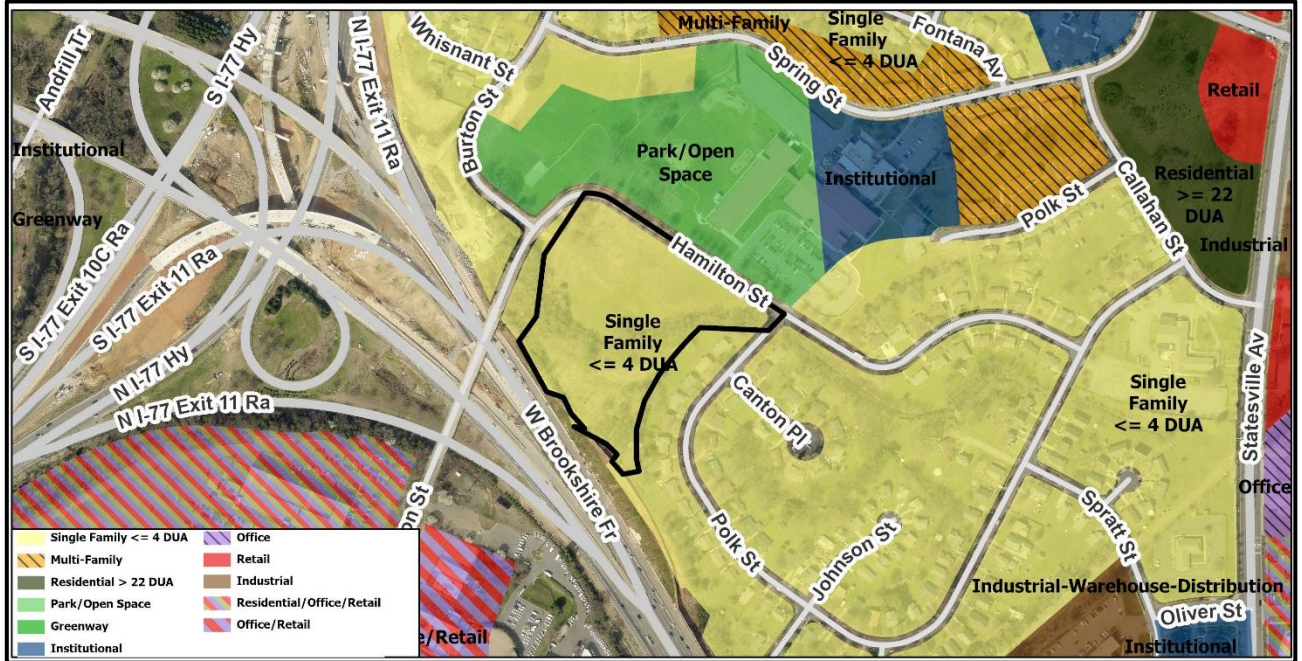 Andrill Tr
S I-77 Hy
N I-77 Exit 11 Ra
Whisnant St
Burton St
Multi-Family
Single
Family
<= 4 DUA
Fontana Av
Spring St
Retail
Institutional
Greenway
Park/Open
Space
Institutional
Residential
>= 22
DUA
Callahan St
Industrial
Polk St
S I-77 Exit 10C Ra
S I-77 Exit 11 Ra
N I-77 Hy
N I-77 Exit 11 Ra
Hamilton St
Single
Family
<= 4 DUA
Canton Pl
Single
Family
<= 4 DUA
Statesville Av
W Brookshire Fr
Office
on St
Polk St
Johnson St
Spratt St
Industrial-Warehouse-Distribution
Oliver St
Institutional
e/Retail
Single Family <= 4 DUA
Multi-Family
Residential > 22 DUA
Park/Open Space
Greenway
Institutional
Office
Retail
Industrial
Residential/Office/Retail
Office/Retail